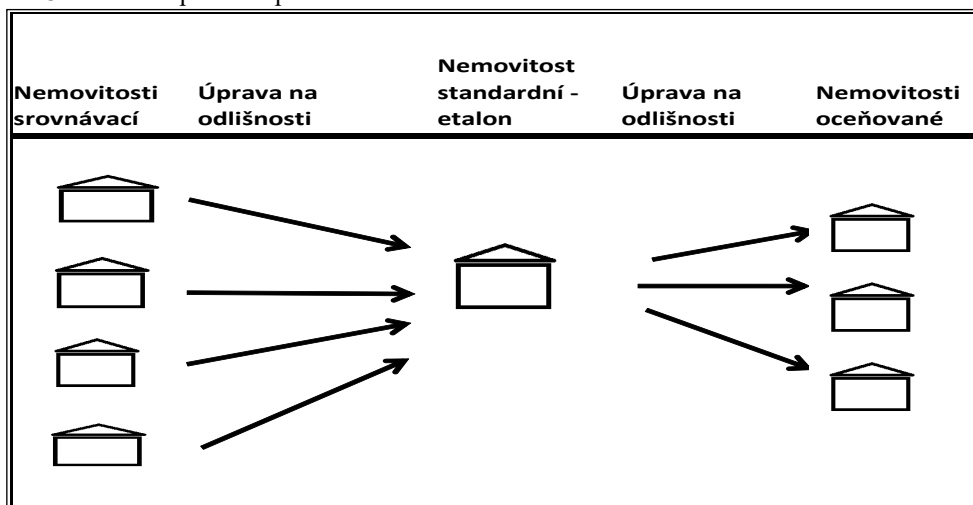 Nemovitosti
srovnávací
Úprava na
odlišnosti
Nemovitost
standardní -
etalon
Úprava na
odlišnosti
Nemovitosti
oceňované